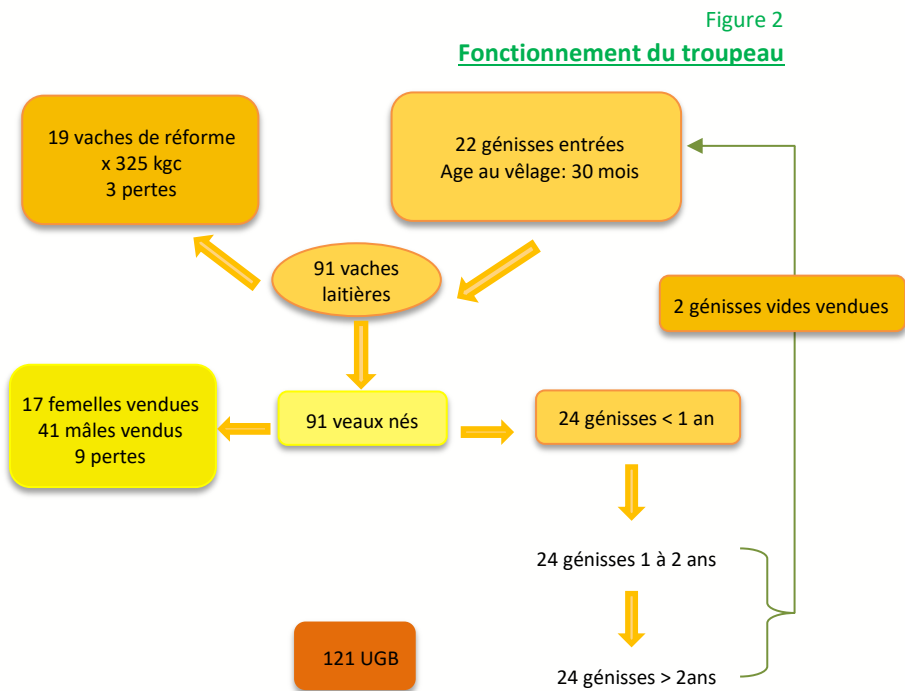 Figure 2
Fonctionnement du troupeau
19 vaches de réforme
x 325 kgc
3 pertes
22 génisses entrées
Age au vêlage: 30 mois
91 vaches
laitières
2 génisses vides vendues
17 femelles vendues
41 mâles vendus
9 pertes
91 veaux nés
24 génisses < 1 an
24 génisses 1 à 2 ans
121 UGB
24 génisses > 2ans